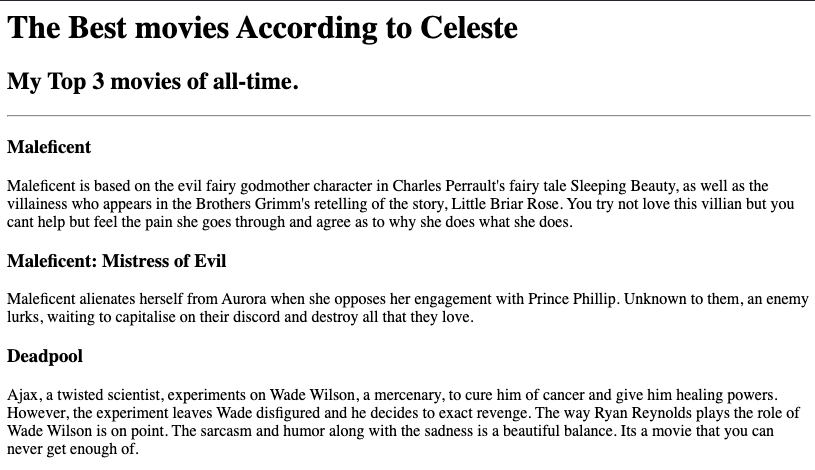 The Best movies According to Celeste
My Top 3 movies of all-time.
Maleficent
Maleficent is based on the evil fairy godmother character in Charles Perrault's fairy tale Sleeping Beauty, as well as the
villainess who appears in the Brothers Grimm's retelling of the story, Little Briar Rose. You try not love this villian but you
cant help but feel the pain she goes through and agree as to why she does what she does.
Maleficent: Mistress of Evil
Maleficent alienates herself from Aurora when she opposes her engagement with Prince Phillip. Unknown to them, an enemy
lurks, waiting to capitalise on their discord and destroy all that they love.
Deadpool
Ajax, a twisted scientist, experiments on Wade Wilson, a mercenary, to cure him of cancer and give him healing powers.
However, the experiment leaves Wade disfigured and he decides to exact revenge. The way Ryan Reynolds plays the role of
Wade Wilson is on point. The sarcasm and humor along with the sadness is a beautiful balance. Its a movie that you can
never get enough of.